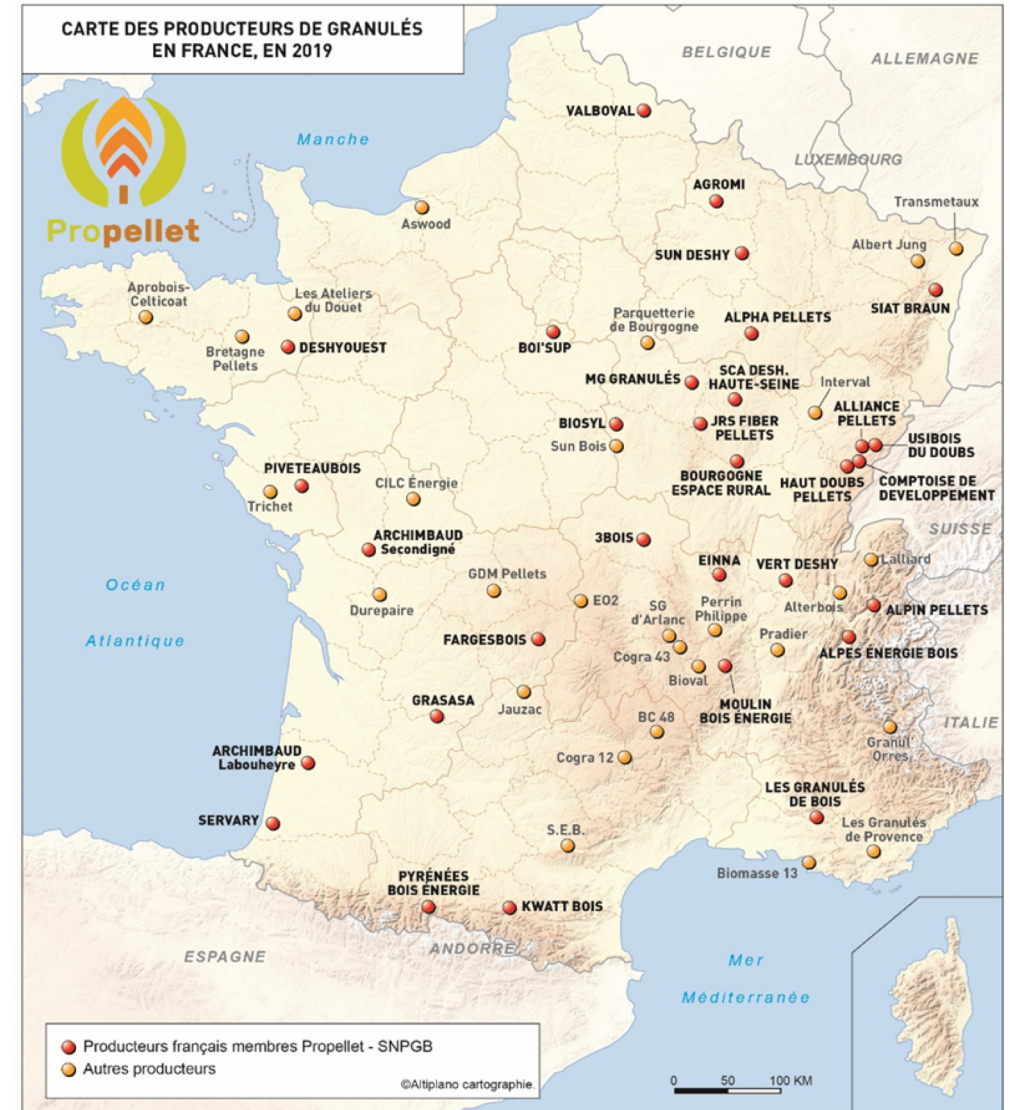 CARTE DES PRODUCTEURS DE GRANULÉS
EN FRANCE, EN 2019
Propellet
BELGIQUE
ALLEMAGNE
Manche
VALBOVAL
LUXEMBOURG
AGROMI
Transmetaux
Aswood
SUN DESHY
Albert Jung
Aprobois-
Celticoat
Les Ateliers
du Douet
SIAT BRAUN
Parquetterie
de Bourgogne
ALPHA PELLETS
Bretagne
Pellets
DESHYOUEST
BOI'SUP
MG GRANULÉS
SCA DESH.
HAUTE-SEINE
Interval
ALLIANCE
PELLETS
BIOSYL
JRS FIBER
PELLETS
USIBOIS
DU DOUBS
Sun Bois
PIVETEAUBOIS
BOURGOGNE
ESPACE RURAL
HAUT DOUBS
PELLETS
COMPTOISE DE
DEVELOPPEMENT
Trichet
CILC Énergie
SUISSE
ARCHIMBAUD
Secondigné
3BOIS
EINNA
VERT DESHY
Lalliard
Océan
Atlantique
GDM Pellets
Durepaire
EO2
SG
d'Arlanc
Perrin
Philippe
Alterbois
ALPIN PELLETS
FARGESBOIS
Cogra 43
Pradier
ALPES ÉNERGIE BOIS
Bioval
GRASASA
Jauzac
MOULIN
BOIS ÉNERGIE
BC 48
ITALIE
Granul
Orres
ARCHIMBAUD
Labouheyre
Cogra 12
LES GRANULÉS
DE BOIS
SERVARY
S.E.B.
Les Granulés
de Provence
Biomasse 13
PYRÉNÉES
BOIS ÉNERGIE
KWATT BOIS
ESPAGNE
ANDORRE
Mer
Méditerranée
Producteurs français membres Propellet - SNPGB
Autres producteurs
©Altiplano cartographie.
0 50 100 KM